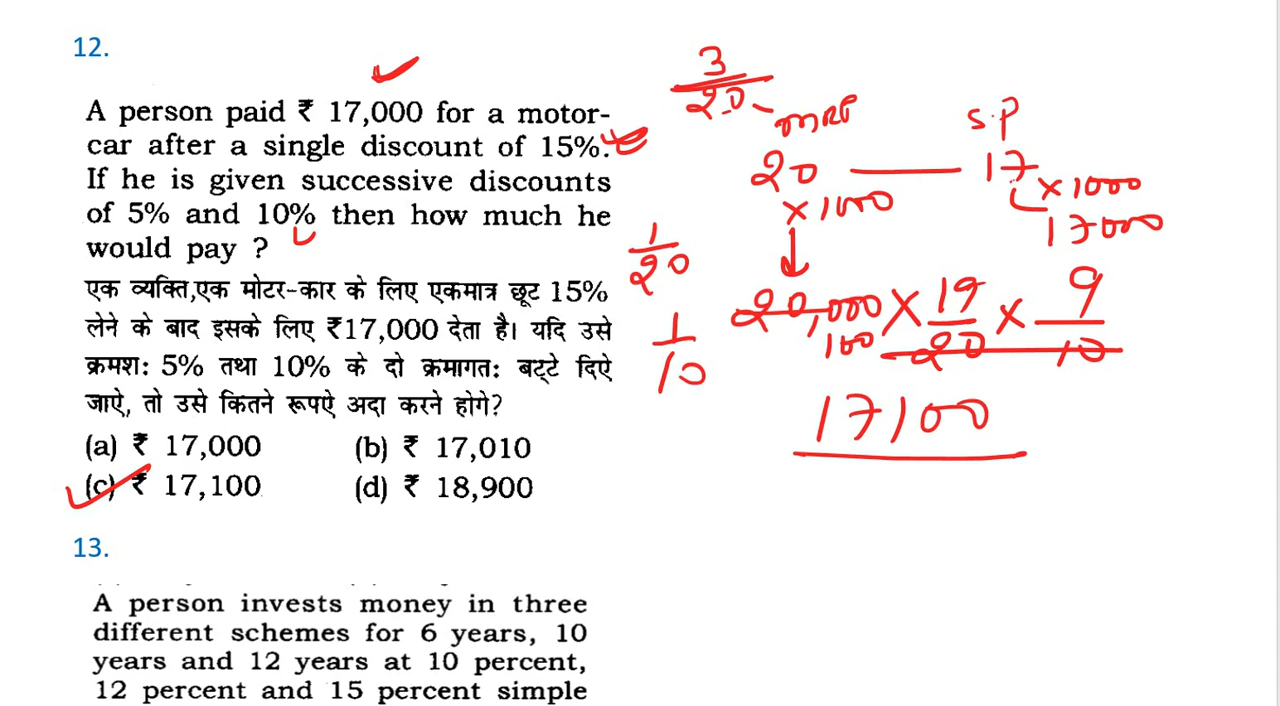 12.
A person paid ₹ 17,000 for a motor-
car after a single discount of 15%.
If he is given successive discounts
of 5% and 10% then how much he
would pay ?
एक व्यक्ति,एक मोटर-कार के लिए एकमात्र छूट 15%
लेने के बाद इसके लिए ₹17,000 देता है। यदि उसे
क्रमश: 5% तथा 10% के दो क्रमागत: बट्टे दिऐ
जाऐ, तो उसे कितने रूपऐ अदा करने होगे?
(a) ₹ 17,000 (b) ₹ 17,010
(c) ₹ 17,100 (d) ₹ 18,900
13.
A person invests money in three
different schemes for 6 years, 10
years and 12 years at 10 percent,
12 percent and 15 percent simple
3
20
MRP S.P
20 17
×1000 ×1000
17000
1
20
20,000 × 19 × 9
100 20 10
1
10
17100